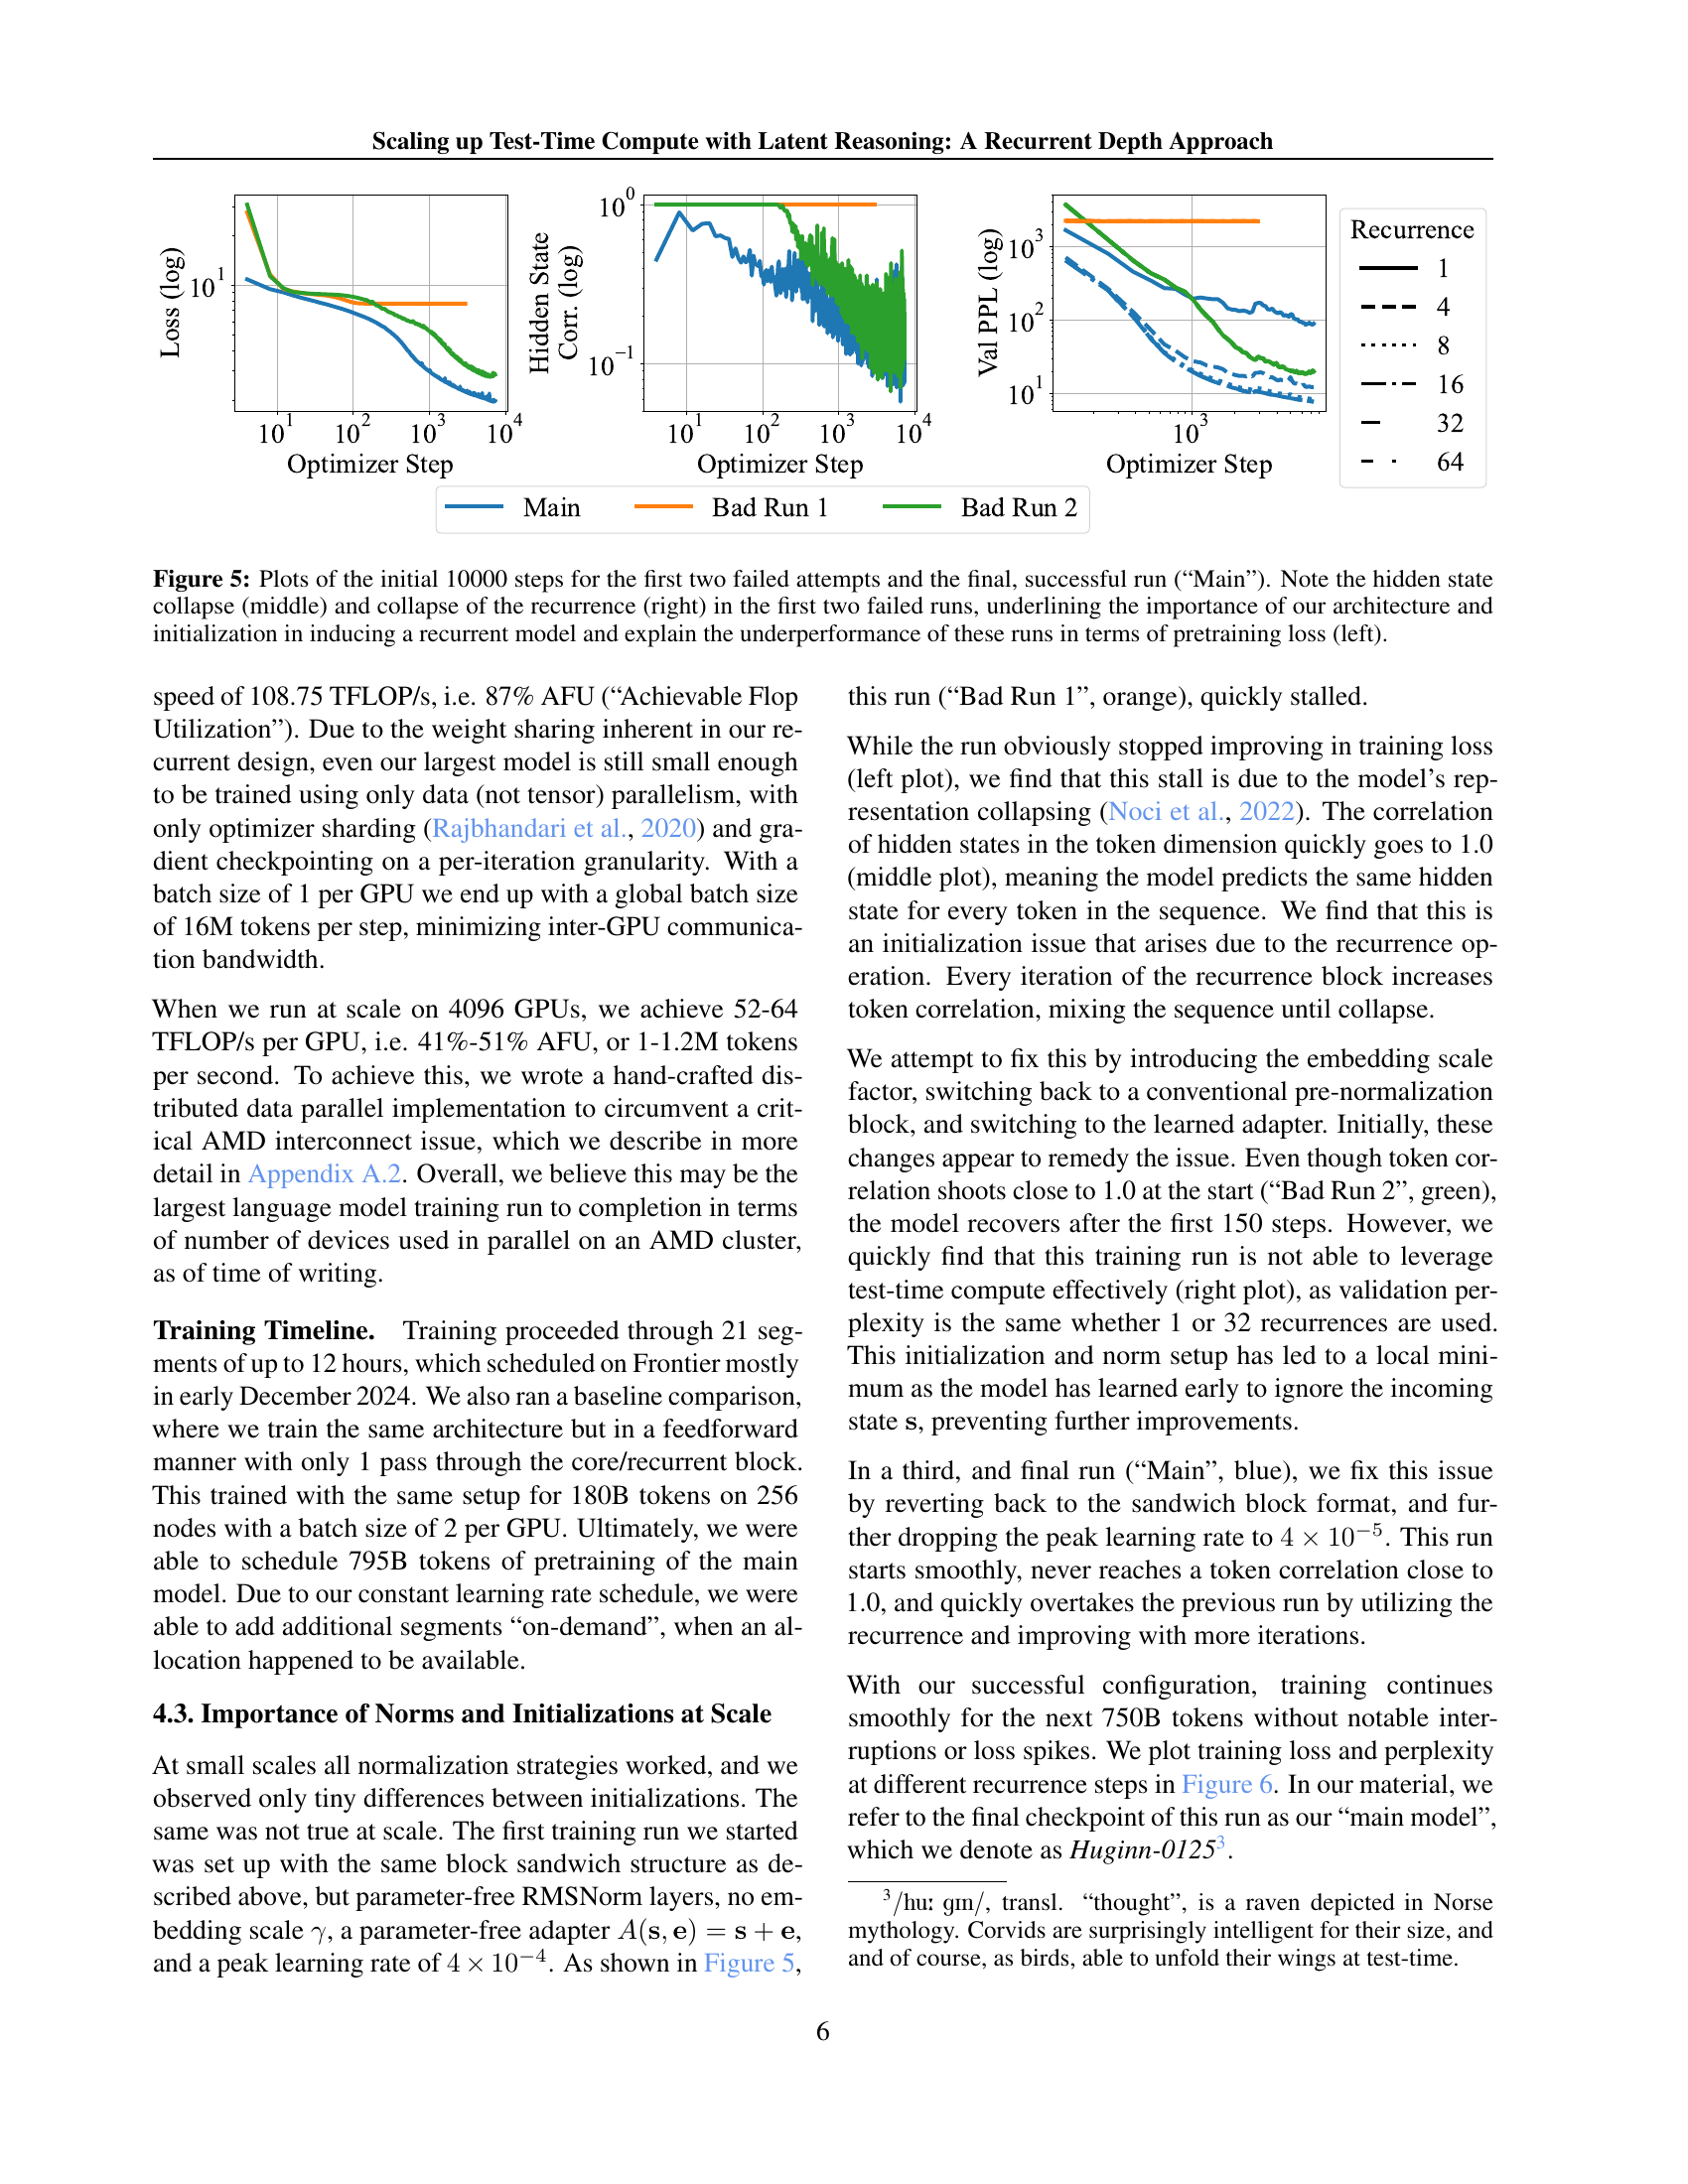 Scaling up Test-Time Compute with Latent Reasoning: A Recurrent Depth Approach
Loss (log)
10^1
10^1 10^2 10^3 10^4
Optimizer Step
Hidden State
Corr. (log)
10^0
10^−1
10^1 10^2 10^3 10^4
Optimizer Step
Val PPL (log)
10^3
10^2
10^1
10^3
Optimizer Step
Recurrence
1
4
8
16
32
64
Main Bad Run 1 Bad Run 2
Figure 5: Plots of the initial 10000 steps for the first two failed attempts and the final, successful run (“Main”). Note the hidden state
collapse (middle) and collapse of the recurrence (right) in the first two failed runs, underlining the importance of our architecture and
initialization in inducing a recurrent model and explain the underperformance of these runs in terms of pretraining loss (left).
speed of 108.75 TFLOP/s, i.e. 87% AFU (“Achievable Flop
Utilization”). Due to the weight sharing inherent in our re-
current design, even our largest model is still small enough
to be trained using only data (not tensor) parallelism, with
only optimizer sharding (Rajbhandari et al., 2020) and gra-
dient checkpointing on a per-iteration granularity. With a
batch size of 1 per GPU we end up with a global batch size
of 16M tokens per step, minimizing inter-GPU communica-
tion bandwidth.
When we run at scale on 4096 GPUs, we achieve 52-64
TFLOP/s per GPU, i.e. 41%-51% AFU, or 1-1.2M tokens
per second. To achieve this, we wrote a hand-crafted dis-
tributed data parallel implementation to circumvent a crit-
ical AMD interconnect issue, which we describe in more
detail in Appendix A.2. Overall, we believe this may be the
largest language model training run to completion in terms
of number of devices used in parallel on an AMD cluster,
as of time of writing.
Training Timeline. Training proceeded through 21 seg-
ments of up to 12 hours, which scheduled on Frontier mostly
in early December 2024. We also ran a baseline comparison,
where we train the same architecture but in a feedforward
manner with only 1 pass through the core/recurrent block.
This trained with the same setup for 180B tokens on 256
nodes with a batch size of 2 per GPU. Ultimately, we were
able to schedule 795B tokens of pretraining of the main
model. Due to our constant learning rate schedule, we were
able to add additional segments “on-demand”, when an al-
location happened to be available.
4.3. Importance of Norms and Initializations at Scale
At small scales all normalization strategies worked, and we
observed only tiny differences between initializations. The
same was not true at scale. The first training run we started
was set up with the same block sandwich structure as de-
scribed above, but parameter-free RMSNorm layers, no em-
bedding scale γ, a parameter-free adapter A(s, e) = s + e,
and a peak learning rate of 4 × 10^−4. As shown in Figure 5,
this run (“Bad Run 1”, orange), quickly stalled.
While the run obviously stopped improving in training loss
(left plot), we find that this stall is due to the model’s rep-
resentation collapsing (Noci et al., 2022). The correlation
of hidden states in the token dimension quickly goes to 1.0
(middle plot), meaning the model predicts the same hidden
state for every token in the sequence. We find that this is
an initialization issue that arises due to the recurrence op-
eration. Every iteration of the recurrence block increases
token correlation, mixing the sequence until collapse.
We attempt to fix this by introducing the embedding scale
factor, switching back to a conventional pre-normalization
block, and switching to the learned adapter. Initially, these
changes appear to remedy the issue. Even though token cor-
relation shoots close to 1.0 at the start (“Bad Run 2”, green),
the model recovers after the first 150 steps. However, we
quickly find that this training run is not able to leverage
test-time compute effectively (right plot), as validation per-
plexity is the same whether 1 or 32 recurrences are used.
This initialization and norm setup has led to a local mini-
mum as the model has learned early to ignore the incoming
state s, preventing further improvements.
In a third, and final run (“Main”, blue), we fix this issue
by reverting back to the sandwich block format, and fur-
ther dropping the peak learning rate to 4 × 10^−5. This run
starts smoothly, never reaches a token correlation close to
1.0, and quickly overtakes the previous run by utilizing the
recurrence and improving with more iterations.
With our successful configuration, training continues
smoothly for the next 750B tokens without notable inter-
ruptions or loss spikes. We plot training loss and perplexity
at different recurrence steps in Figure 6. In our material, we
refer to the final checkpoint of this run as our “main model”,
which we denote as Huginn-0125^3.
^3/huː ɡɪn/, transl. “thought”, is a raven depicted in Norse
mythology. Corvids are surprisingly intelligent for their size, and
and of course, as birds, able to unfold their wings at test-time.
6